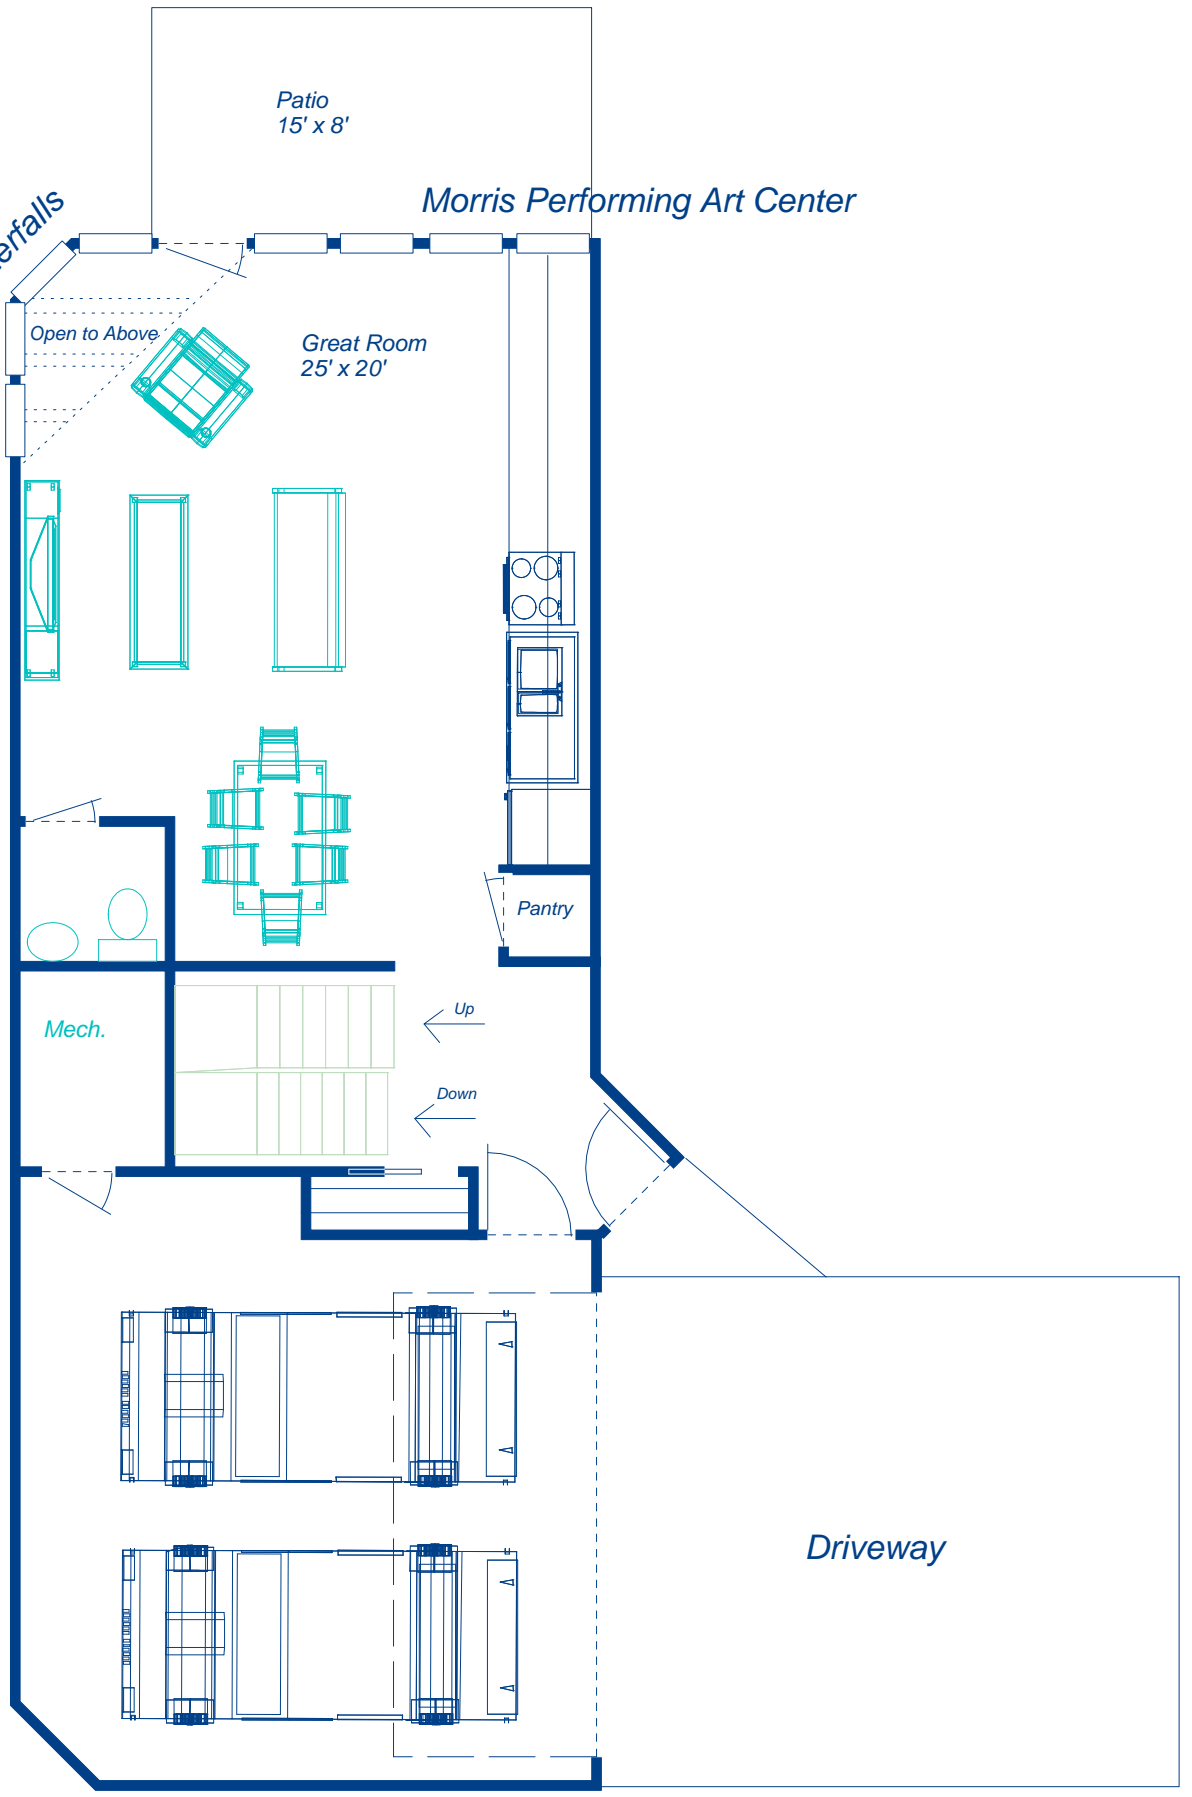 Patio
15' x 8'
Morris Performing Art Center
Open to Above
Great Room
25' x 20'
Pantry
Mech.
Up
Down
Driveway